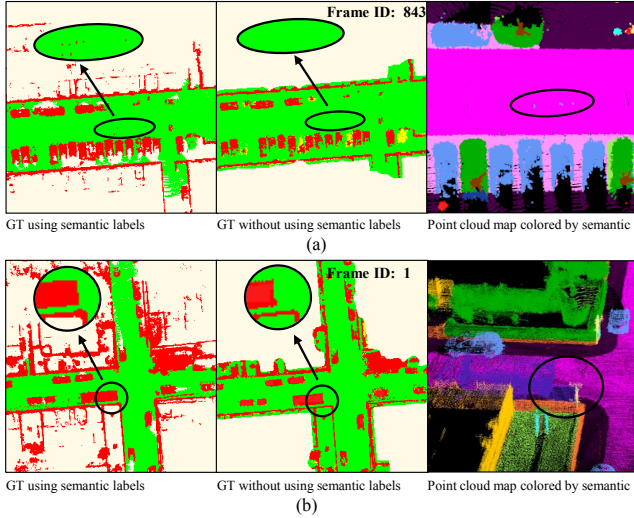 Frame ID: 843
GT using semantic labels GT without using semantic labels Point cloud map colored by semantic
(a)
Frame ID: 1
GT using semantic labels GT without using semantic labels Point cloud map colored by semantic
(b)